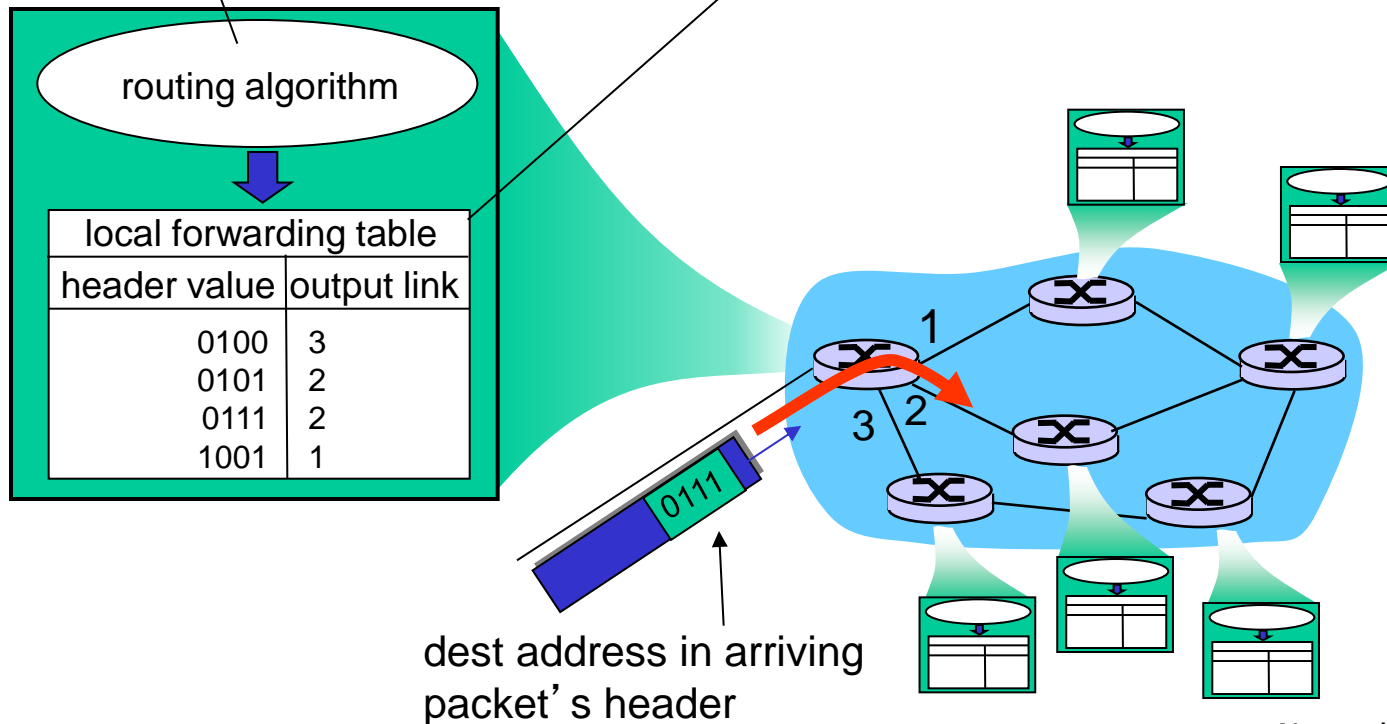 routing algorithm
local forwarding table
header value output link
0100 3
0101 2
0111 2
1001 1
1
2
3
0111
dest address in arriving
packet’s header